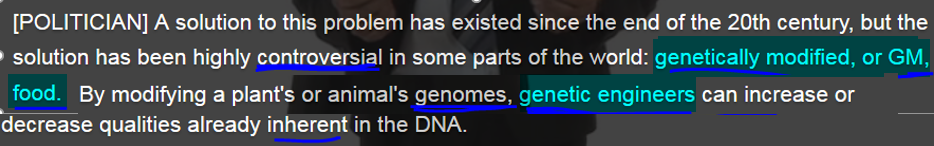 [POLITICIAN] A solution to this problem has existed since the end of the 20th century, but the
solution has been highly controversial in some parts of the world: genetically modified, or GM,
food. By modifying a plant's or animal's genomes, genetic engineers can increase or
decrease qualities already inherent in the DNA.